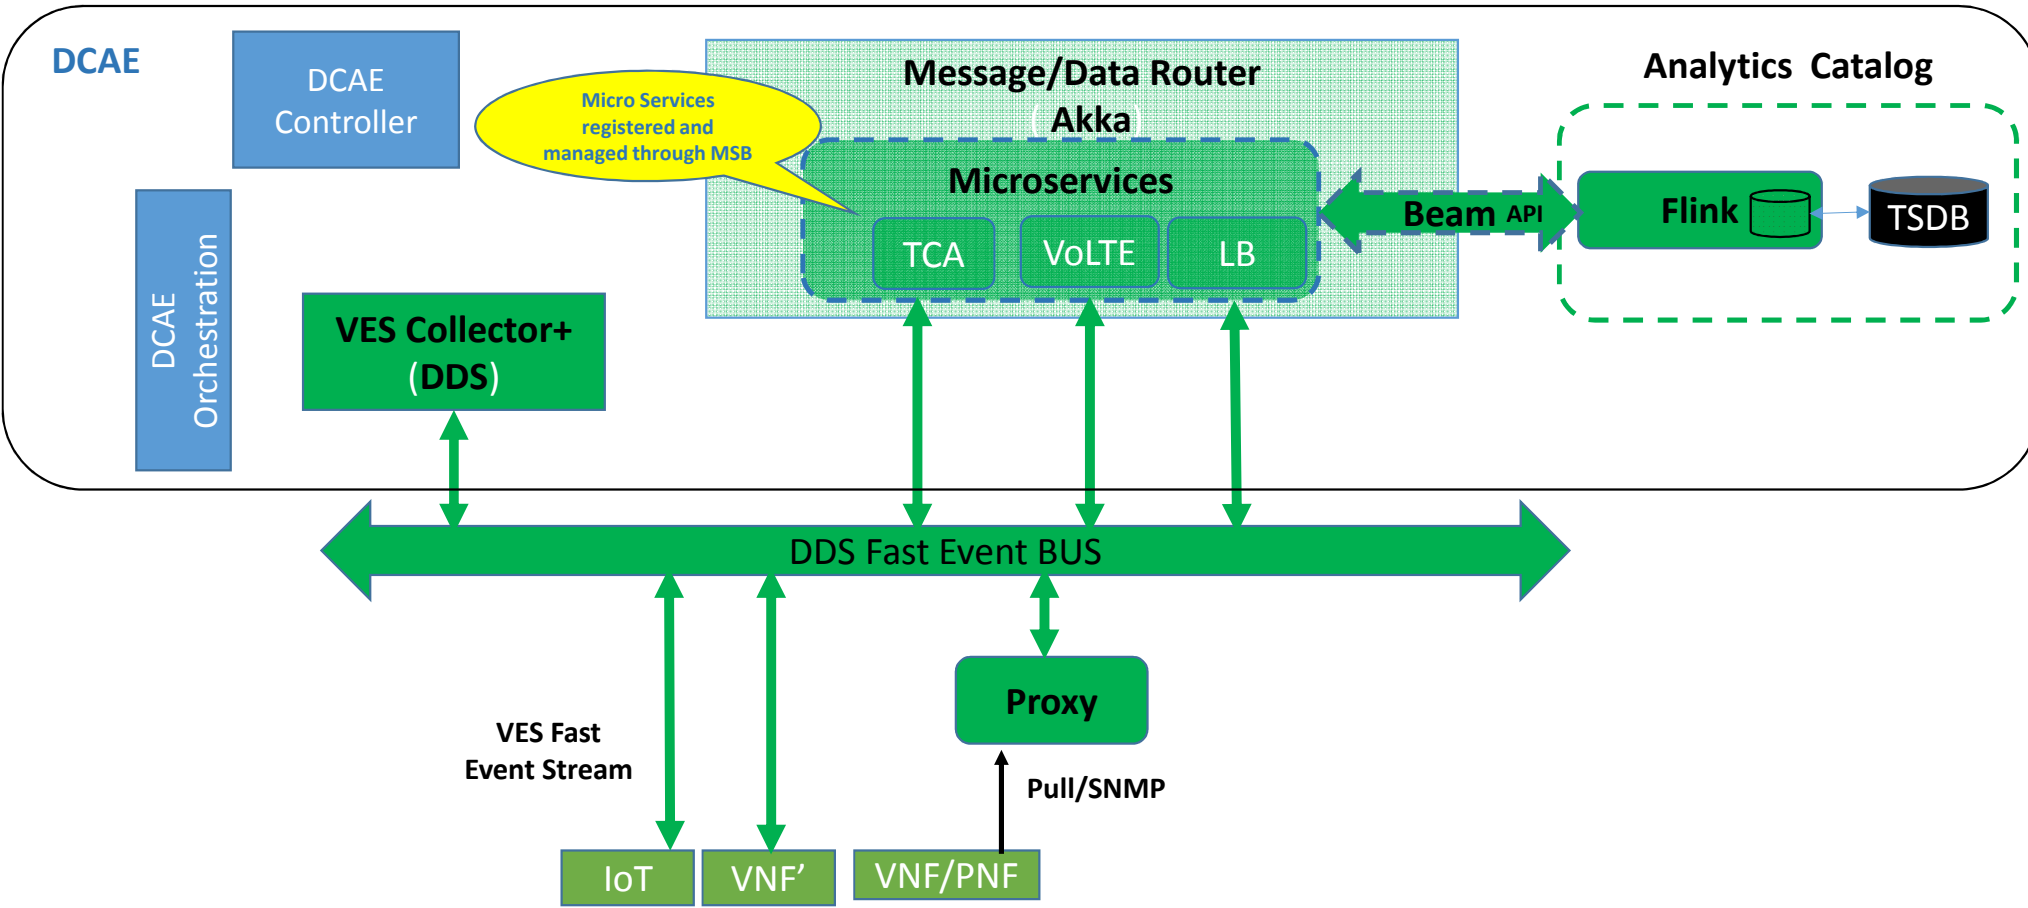 DCAE
DCAE
Controller
Micro Services
registered and
managed through MSB
Message/Data Router
( Akka)
Microservices
TCA
VoLTE
LB
Beam API
Analytics Catalog
Flink
TSDB
DCAE
Orchestration
VES Collector+
(DDS)
DDS Fast Event BUS
VES Fast
Event Stream
Proxy
Pull/SNMP
IoT
VNF’
VNF/PNF